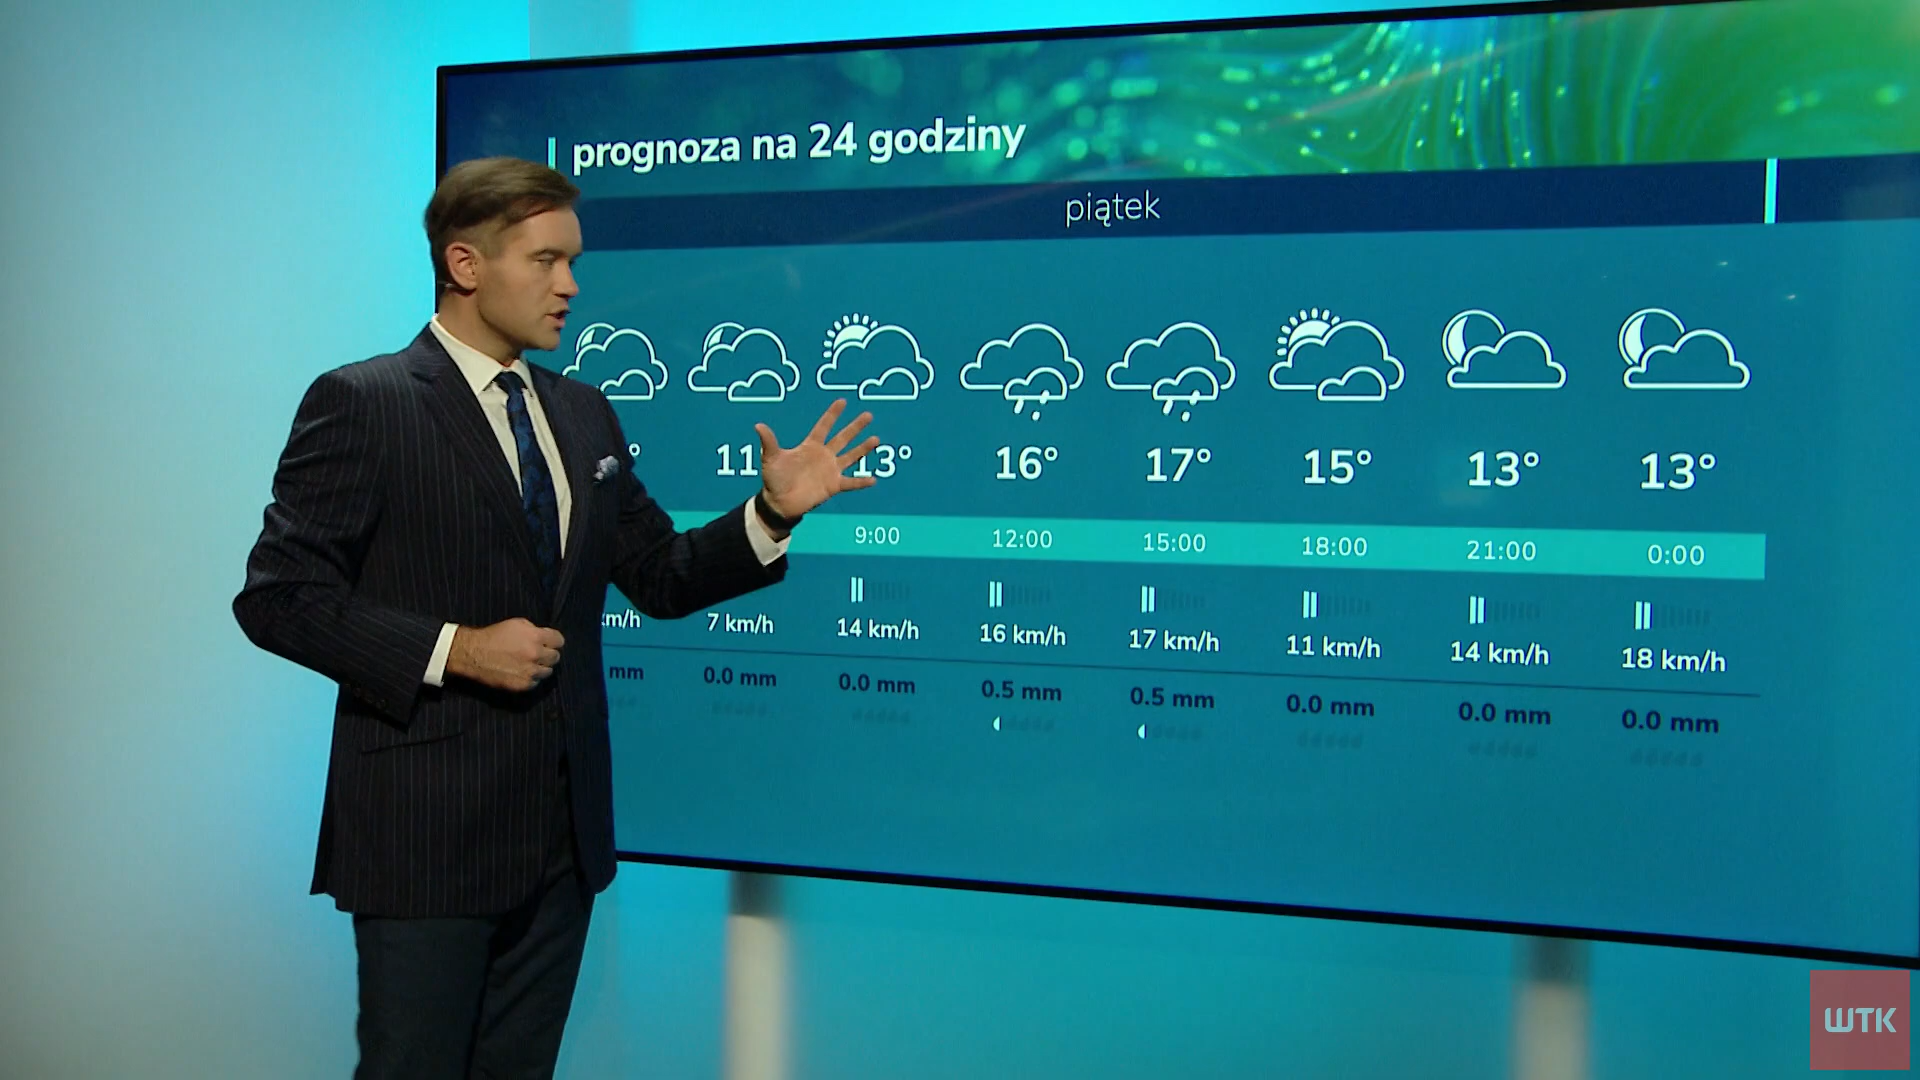 prognoza na 24 godziny
piątek
11 13° 16° 17° 15° 13° 13°
9:00 12:00 15:00 18:00 21:00 0:00
km/h 7 km/h 14 km/h 16 km/h 17 km/h 11 km/h 14 km/h 18 km/h
mm 0.0 mm 0.0 mm 0.5 mm 0.5 mm 0.0 mm 0.0 mm 0.0 mm
WTK